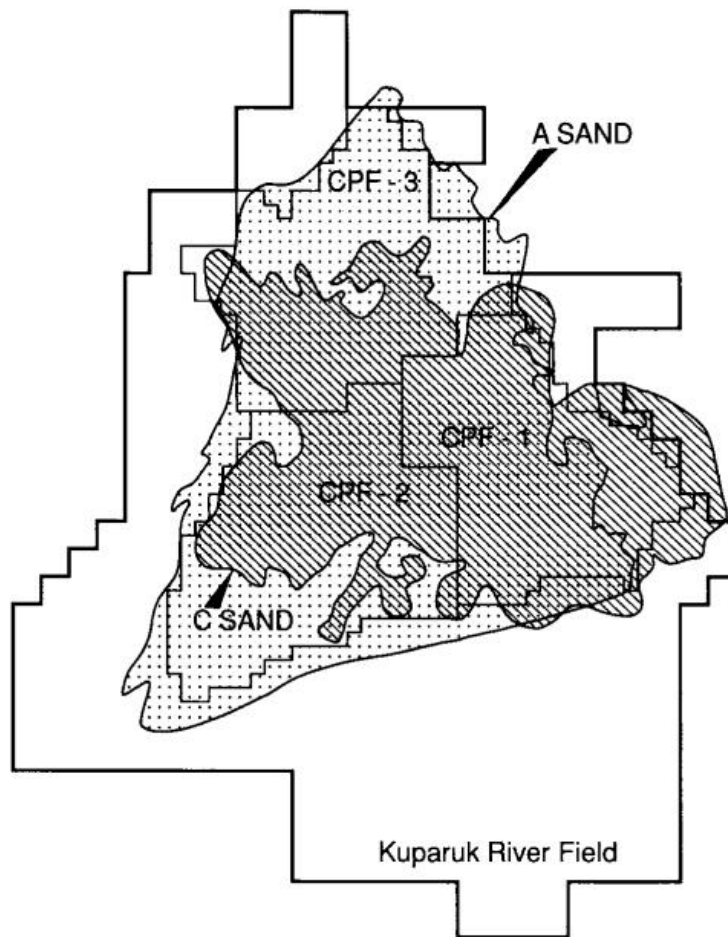 A SAND
CPF - 3
CPF - 1
CPF - 2
C SAND
Kuparuk River Field